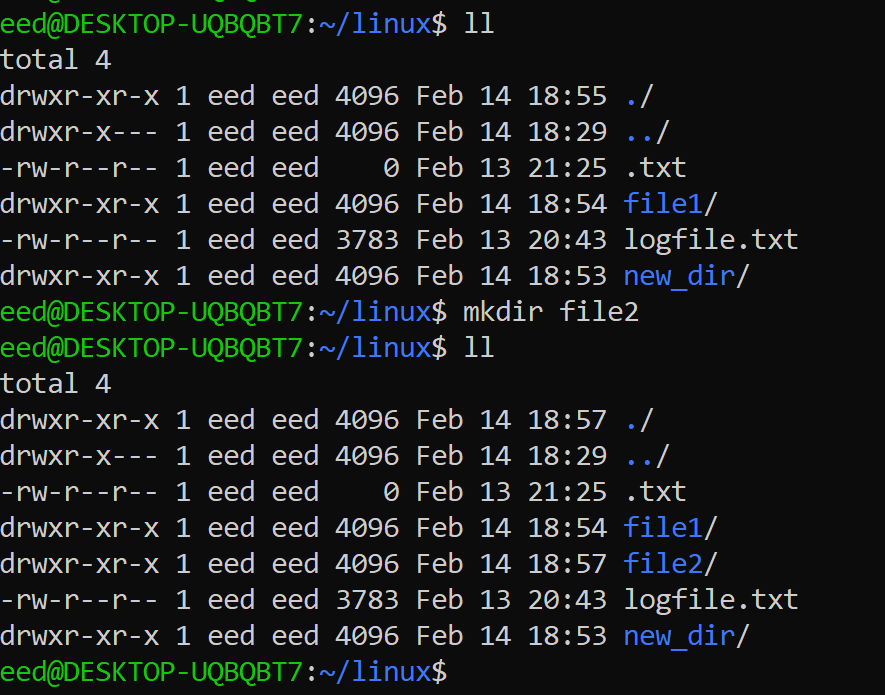 eed@DESKTOP-UQBQBT7:~/linux$ ll
total 4
drwxr-xr-x 1 eed eed 4096 Feb 14 18:55 ./
drwxr-x--- 1 eed eed 4096 Feb 14 18:29 ../
-rw-r--r-- 1 eed eed    0 Feb 13 21:25 .txt
drwxr-xr-x 1 eed eed 4096 Feb 14 18:54 file1/
-rw-r--r-- 1 eed eed 3783 Feb 13 20:43 logfile.txt
drwxr-xr-x 1 eed eed 4096 Feb 14 18:53 new_dir/
eed@DESKTOP-UQBQBT7:~/linux$ mkdir file2
eed@DESKTOP-UQBQBT7:~/linux$ ll
total 4
drwxr-xr-x 1 eed eed 4096 Feb 14 18:57 ./
drwxr-x--- 1 eed eed 4096 Feb 14 18:29 ../
-rw-r--r-- 1 eed eed    0 Feb 13 21:25 .txt
drwxr-xr-x 1 eed eed 4096 Feb 14 18:54 file1/
drwxr-xr-x 1 eed eed 4096 Feb 14 18:57 file2/
-rw-r--r-- 1 eed eed 3783 Feb 13 20:43 logfile.txt
drwxr-xr-x 1 eed eed 4096 Feb 14 18:53 new_dir/
eed@DESKTOP-UQBQBT7:~/linux$